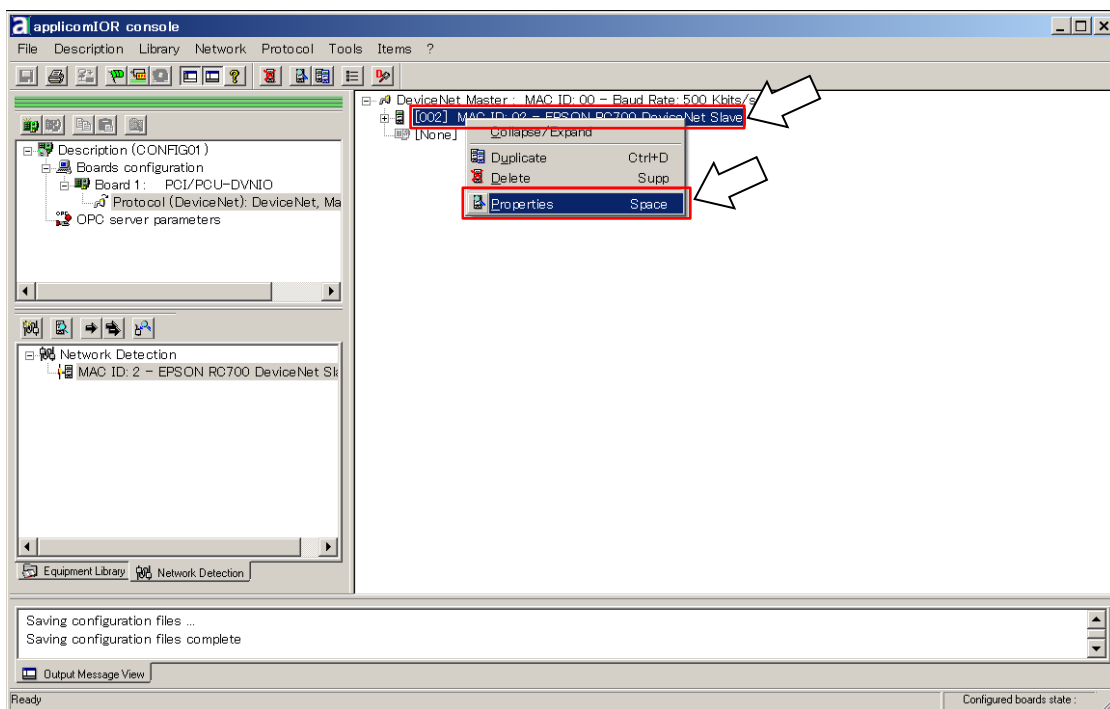 applicomIOR console
File Description Library Network Protocol Tools Items ?
DeviceNet Master : MAC ID: 00 - Baud Rate: 500 Kbits/s
[002] MAC ID: 02 - EPSON RC700 DeviceNet Slave
[None]
Collapse/Expand
Duplicate Ctrl+D
Delete Supp
Properties Space
Description (CONFIG01)
Boards configuration
Board 1: PCI/PCU-DVNIO
Protocol (DeviceNet): DeviceNet, Ma
OPC server parameters
Network Detection
MAC ID: 2 - EPSON RC700 DeviceNet Sl
Equipment Library Network Detection
Saving configuration files ...
Saving configuration files complete
Output Message View
Ready Configured boards state :